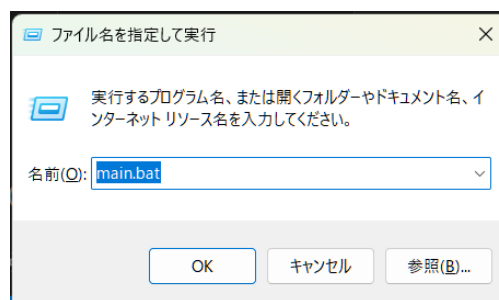 ファイル名を指定して実行
実行するプログラム名、または開くフォルダーやドキュメント名、イ
ンターネット リソース名を入力してください。
名前(O): main.bat
OK キャンセル 参照(B)...